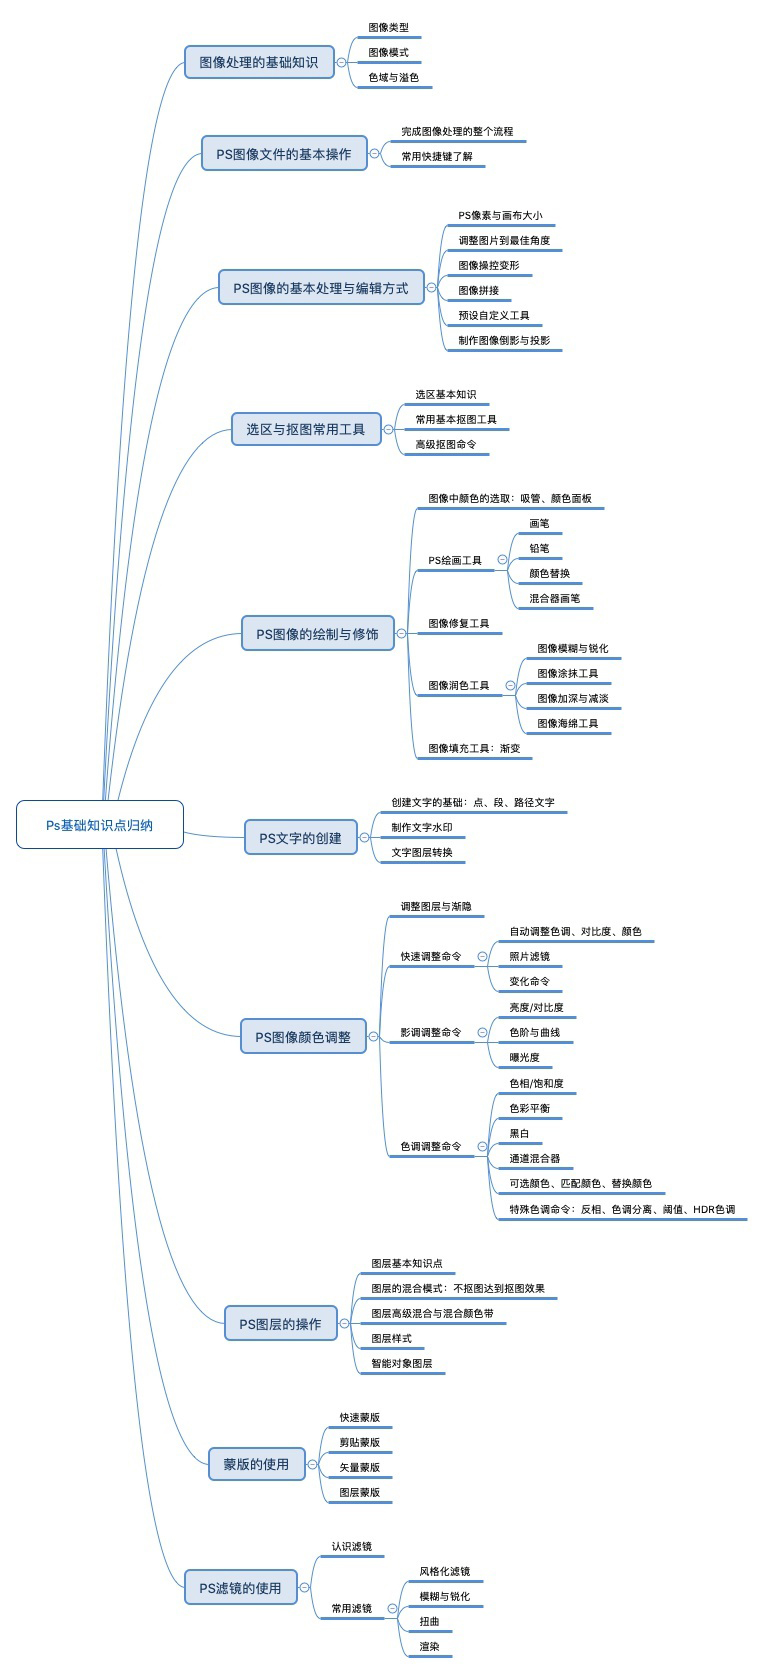 Ps基础知识点归纳
图像处理的基础知识
图像类型
图像模式
色域与溢色
PS图像文件的基本操作
完成图像处理的整个流程
常用快捷键了解
PS图像的基本处理与编辑方式
PS像素与画布大小
调整图片到最佳角度
图像操控变形
图像拼接
预设自定义工具
制作图像倒影与投影
选区与抠图常用工具
选区基本知识
常用基本抠图工具
高级抠图命令
PS图像的绘制与修饰
图像中颜色的选取：吸管、颜色面板
PS绘画工具
画笔
铅笔
颜色替换
混合器画笔
图像修复工具
图像润色工具
图像模糊与锐化
图像涂抹工具
图像加深与减淡
图像海绵工具
图像填充工具：渐变
PS文字的创建
创建文字的基础：点、段、路径文字
制作文字水印
文字图层转换
PS图像颜色调整
调整图层与渐隐
快速调整命令
自动调整色调、对比度、颜色
照片滤镜
变化命令
影调调整命令
亮度/对比度
色阶与曲线
曝光度
色调调整命令
色相/饱和度
色彩平衡
黑白
通道混合器
可选颜色、匹配颜色、替换颜色
特殊色调命令：反相、色调分离、阈值、HDR色调
PS图层的操作
图层基本知识点
图层的混合模式：不抠图达到抠图效果
图层高级混合与混合颜色带
图层样式
智能对象图层
蒙版的使用
快速蒙版
剪贴蒙版
矢量蒙版
图层蒙版
PS滤镜的使用
认识滤镜
常用滤镜
风格化滤镜
模糊与锐化
扭曲
渲染